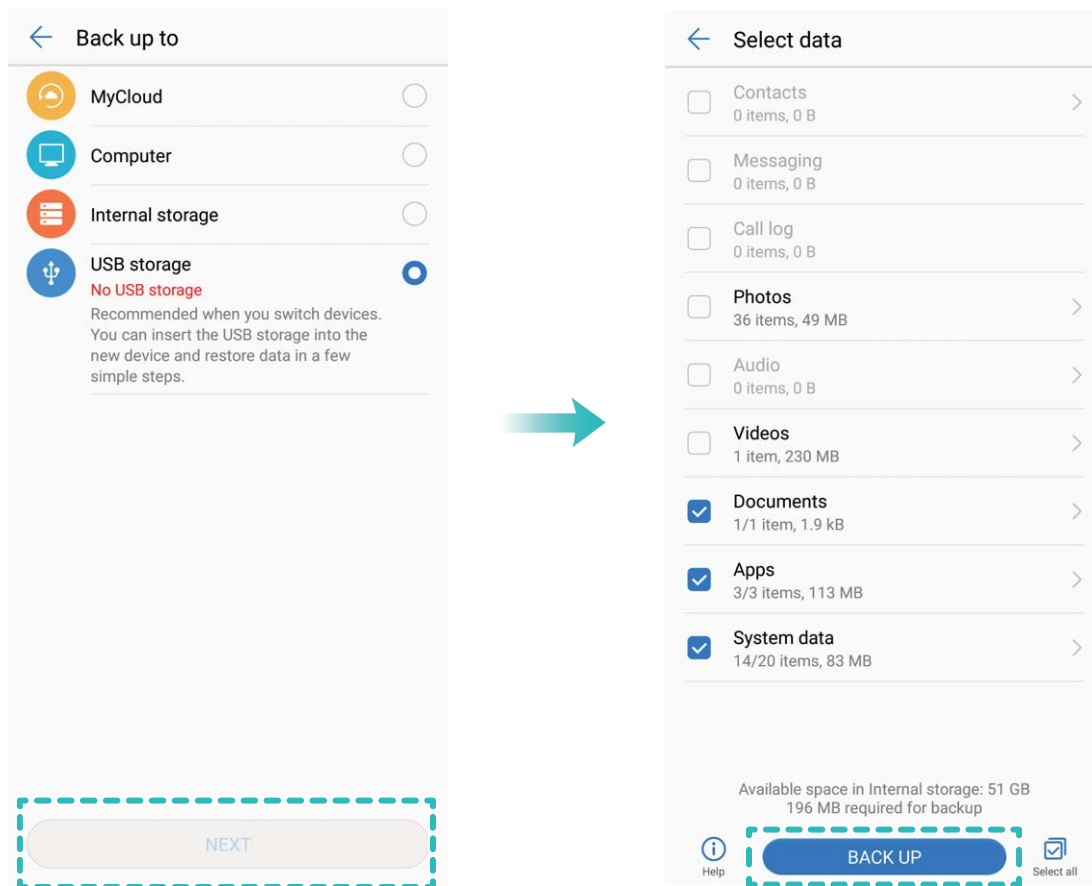 Back up to
MyCloud
Computer
Internal storage
USB storage
No USB storage
Recommended when you switch devices.
You can insert the USB storage into the
new device and restore data in a few
simple steps.
NEXT
Select data
Contacts
0 items, 0 B
Messaging
0 items, 0 B
Call log
0 items, 0 B
Photos
36 items, 49 MB
Audio
0 items, 0 B
Videos
1 item, 230 MB
Documents
1/1 item, 1.9 kB
Apps
3/3 items, 113 MB
System data
14/20 items, 83 MB
Available space in Internal storage: 51 GB
196 MB required for backup
Help
BACK UP
Select all